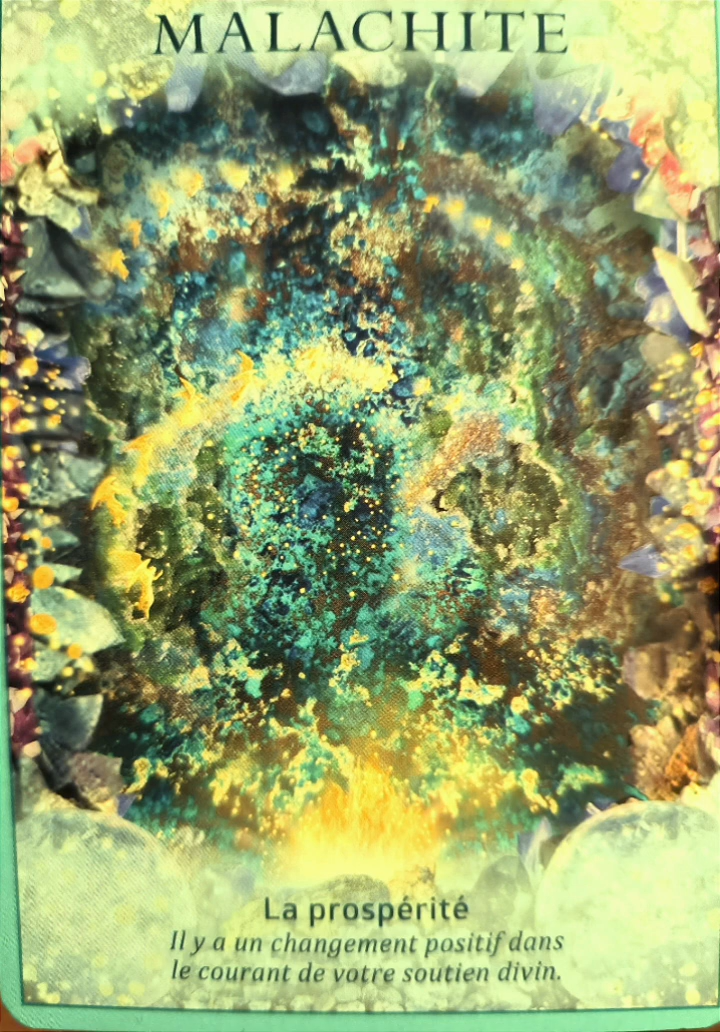 MALACHITE
La prospérité
Il y a un changement positif dans
le courant de votre soutien divin.